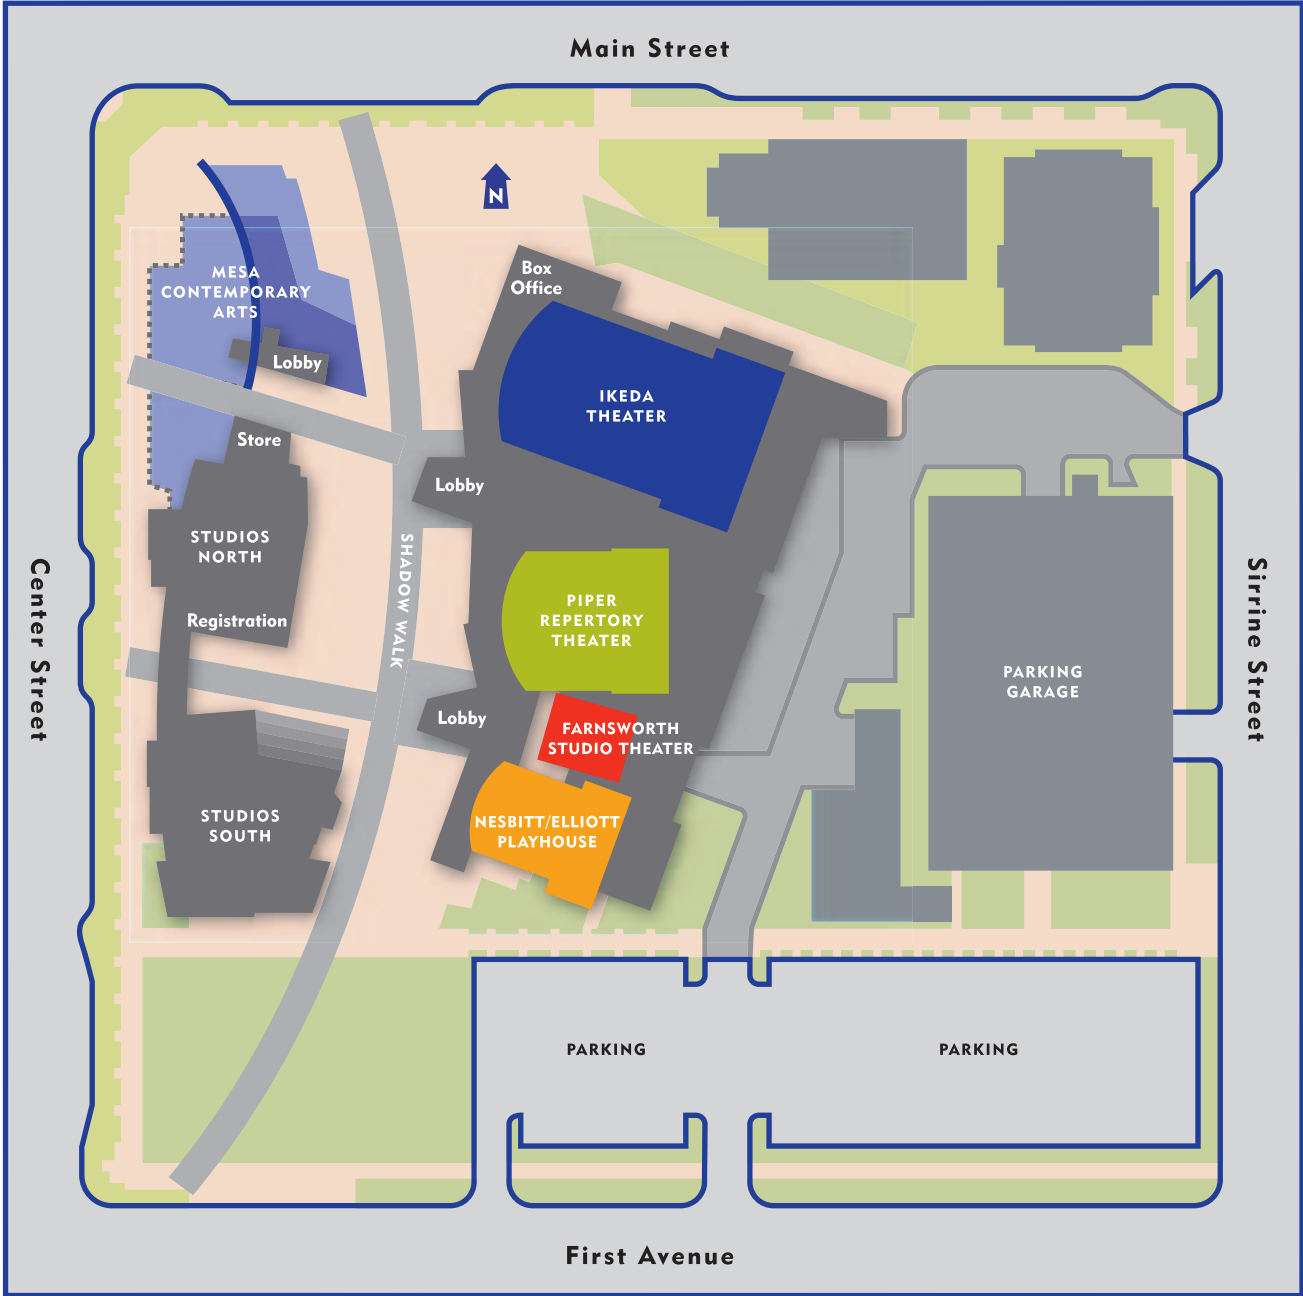 Main Street
N
Box
Office
MESA
CONTEMPORARY
ARTS
Lobby
IKEDA
THEATER
Store
Lobby
STUDIOS
NORTH
SHADOW WALK
Center Street
Sirrine Street
Registration
PIPER
REPERTORY
THEATER
PARKING
GARAGE
Lobby
FARNSWORTH
STUDIO THEATER
STUDIOS
SOUTH
NESBITT/ELLIOTT
PLAYHOUSE
PARKING
PARKING
First Avenue